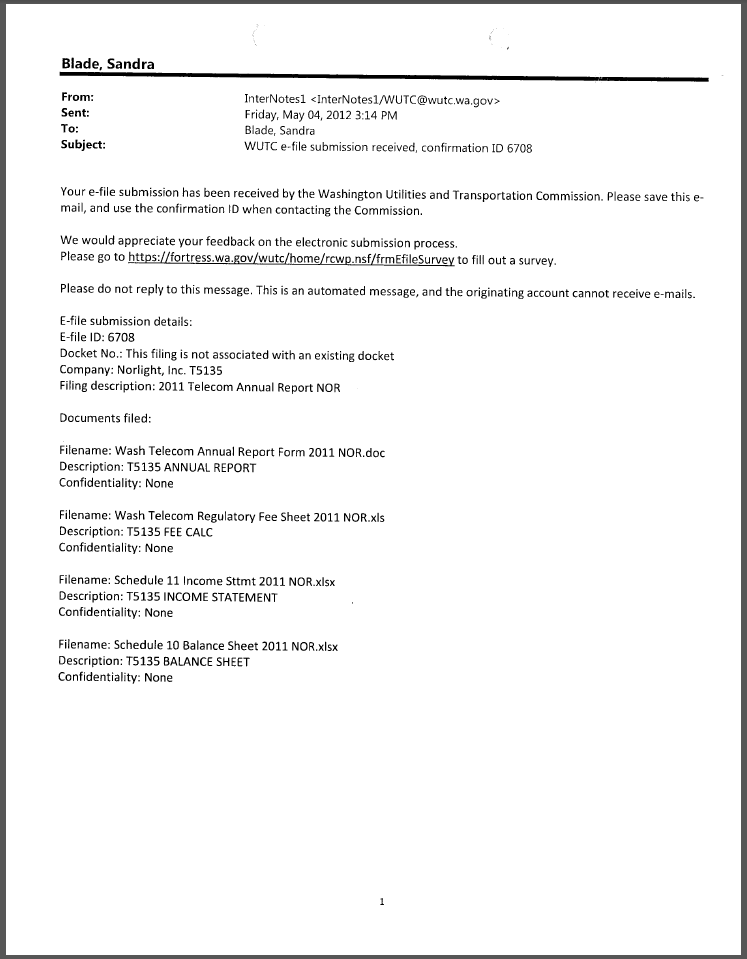 Blade, Sandra
From: InterNotes1 <InterNotes1/WUTC@wutc.wa.gov>
Sent: Friday, May 04, 2012 3:14 PM
To: Blade, Sandra
Subject: WUTC e-file submission received, confirmation ID 6708
Your e-file submission has been received by the Washington Utilities and Transportation Commission. Please save this e-
mail, and use the confirmation ID when contacting the Commission.
We would appreciate your feedback on the electronic submission process.
Please go to https://fortress.wa.gov/wutc/home/rcwp.nsf/frmEfileSurvey to fill out a survey.
Please do not reply to this message. This is an automated message, and the originating account cannot receive e-mails.
E-file submission details:
E-file ID: 6708
Docket No.: This filing is not associated with an existing docket
Company: Norlight, Inc. T5135
Filing description: 2011 Telecom Annual Report NOR
Documents filed:
Filename: Wash Telecom Annual Report Form 2011 NOR.doc
Description: T5135 ANNUAL REPORT
Confidentiality: None
Filename: Wash Telecom Regulatory Fee Sheet 2011 NOR.xls
Description: T5135 FEE CALC
Confidentiality: None
Filename: Schedule 11 Income Sttmt 2011 NOR.xlsx
Description: T5135 INCOME STATEMENT
Confidentiality: None
Filename: Schedule 10 Balance Sheet 2011 NOR.xlsx
Description: T5135 BALANCE SHEET
Confidentiality: None
1